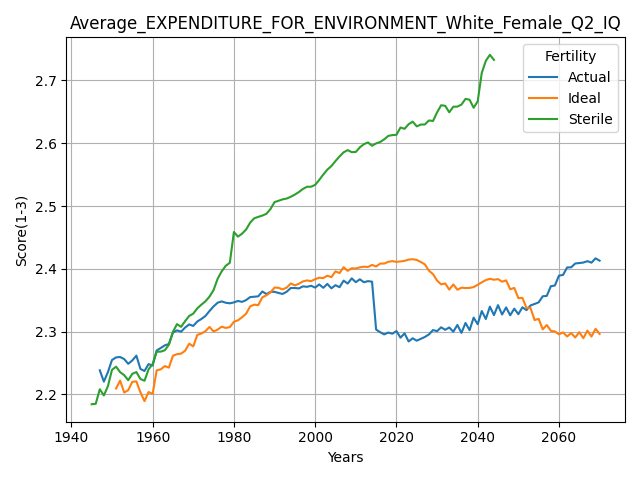 Average_EXPENDITURE_FOR_ENVIRONMENT_White_Female_Q2_IQ
Fertility
Actual
Ideal
Sterile
Score(1-3)
2.7
2.6
2.5
2.4
2.3
2.2
1940 1960 1980 2000 2020 2040 2060
Years